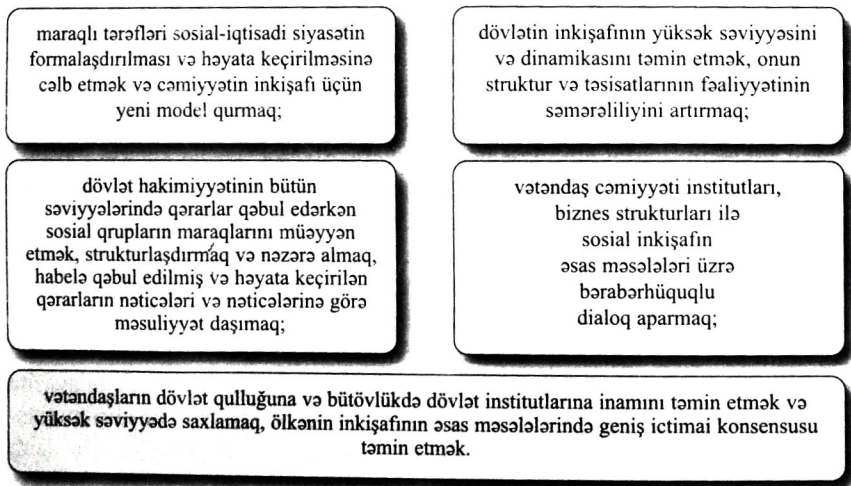 maraqlı tərəfləri sosial-iqtisadi siyasətin
formalaşdırılması və həyata keçirilməsinə
cəlb etmək və cəmiyyətin inkişafı üçün
yeni model qurmaq;
dövlətin inkişafının yüksək səviyyəsini
və dinamikasını təmin etmək, onun
struktur və təsisatlarının fəaliyyətinin
səmərəliliyini artırmaq;
dövlət hakimiyyətinin bütün
səviyyələrində qərarlar qəbul edərkən
sosial qrupların maraqlarını müəyyən
etmək, strukturlaşdırmaq və nəzərə almaq,
habelə qəbul edilmiş və həyata keçirilən
qərarların nəticələri və nəticələrinə görə
məsuliyyət daşımaq;
vətəndaş cəmiyyəti institutları,
biznes strukturları ilə
sosial inkişafın
əsas məsələləri üzrə
bərabərhüquqlu
dialoq aparmaq;
vətəndaşların dövlət qulluğuna və bütövlükdə dövlət institutlarına inamını təmin etmək və
yüksək səviyyədə saxlamaq, ölkənin inkişafının əsas məsələlərində geniş ictimai konsensusu
təmin etmək.